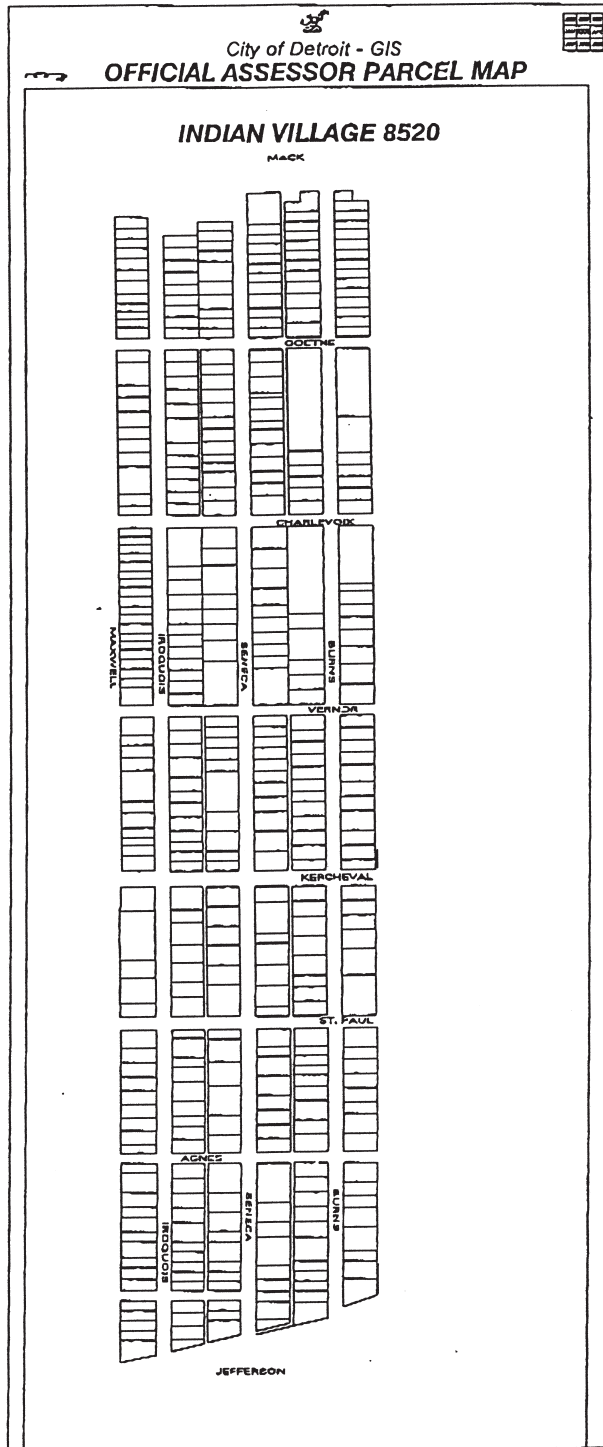 City of Detroit - GIS
OFFICIAL ASSESSOR PARCEL MAP
INDIAN VILLAGE 8520
MACK
GOETHE
CHARLEVOIX
MAXWELL
IROQUOIS
SENECA
BURNS
VERNOR
KERCHEVAL
ST. PAUL
AGNES
IROQUOIS
SENECA
BURNS
JEFFERSON